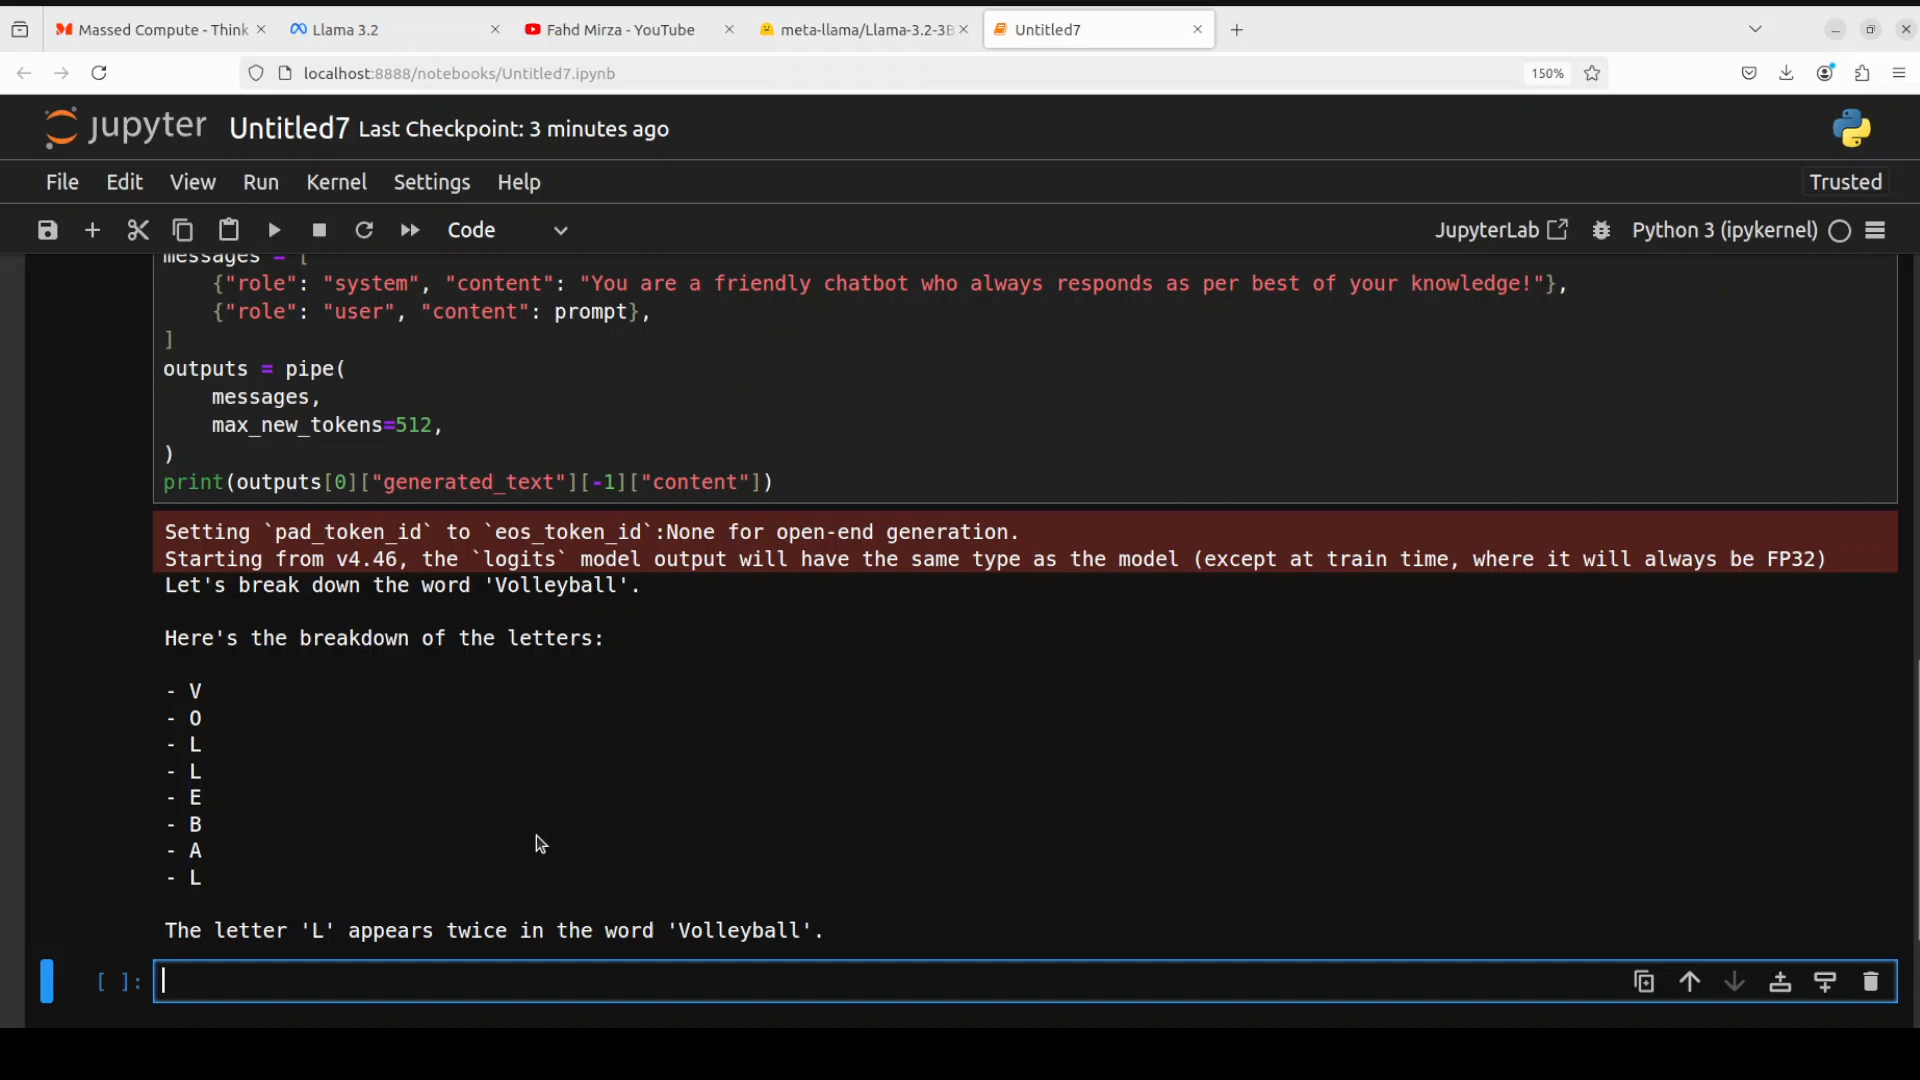 Massed Compute - Think
Llama 3.2
Fahd Mirza - YouTube
meta-llama/Llama-3.2-3B
Untitled7
localhost:8888/notebooks/Untitled7.ipynb
150%
jupyter Untitled7 Last Checkpoint: 3 minutes ago
File Edit View Run Kernel Settings Help
Trusted
Code
JupyterLab
Python 3 (ipykernel)
messages = [
{"role": "system", "content": "You are a friendly chatbot who always responds as per best of your knowledge!"},
{"role": "user", "content": prompt},
]
outputs = pipe(
messages,
max_new_tokens=512,
)
print(outputs[0]["generated_text"][-1]["content"])
Setting `pad_token_id` to `eos_token_id`:None for open-end generation.
Starting from v4.46, the `logits` model output will have the same type as the model (except at train time, where it will always be FP32)
Let's break down the word 'Volleyball'.
Here's the breakdown of the letters:
- V
- O
- L
- L
- E
- B
- A
- L
The letter 'L' appears twice in the word 'Volleyball'.
[ ]: